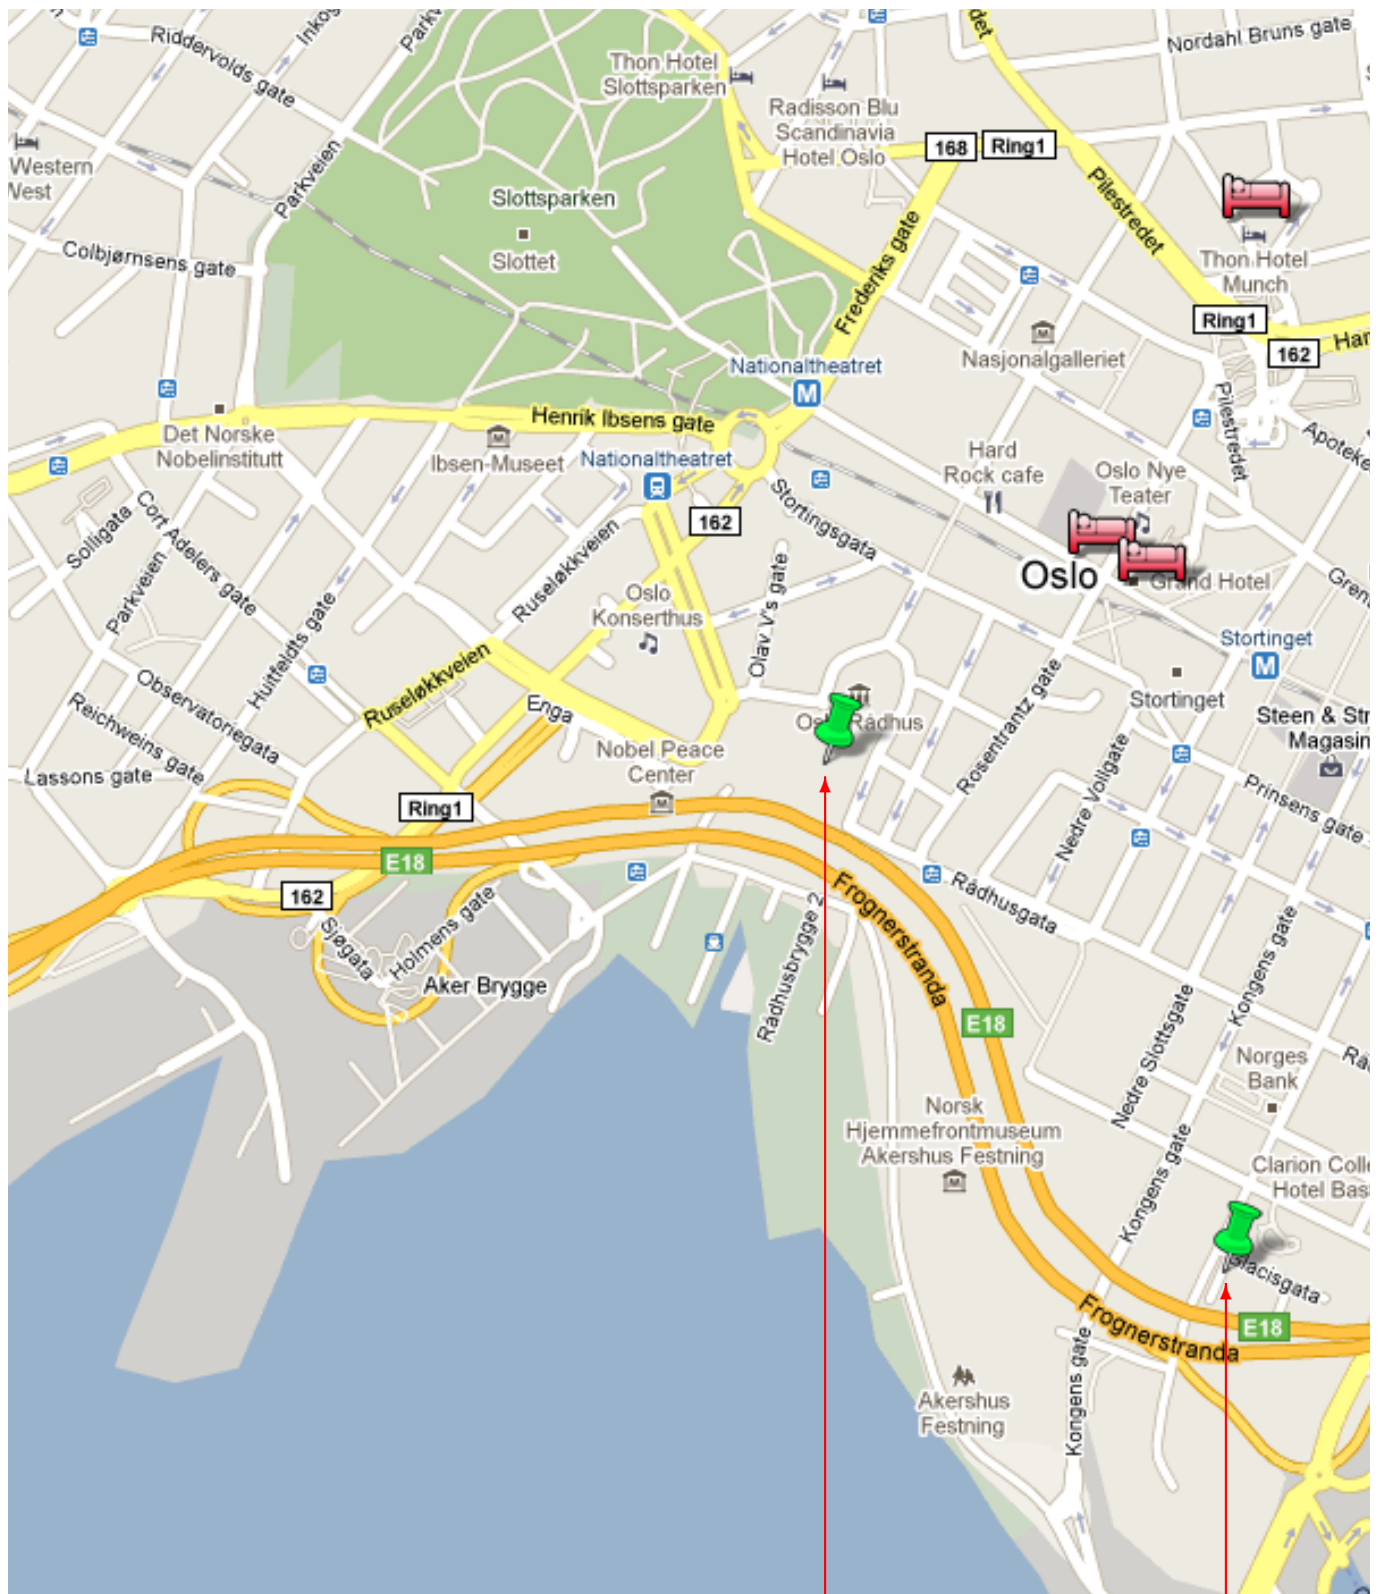 Riddervolds gate
Nordahl Bruns gate
Thon Hotel
Slottsparken
Radisson Blu
Scandinavia
Hotel Oslo
168
Ring1
Western
West
Parkveien
Slottsparken
Slottet
Pilestredet
Colbjørnsens gate
Frederiks gate
Thon Hotel
Munch
Ring1
162
Nasjonalgalleriet
Nationaltheatret
M
Pilestredet
Henrik Ibsens gate
Det Norske
Nobelinstitutt
Ibsen-Museet
Nationaltheatret
Hard
Rock cafe
Oslo Nye
Teater
162
Solligata
Cort Adelers gate
Parkveien
Ruseløkkveien
Stortingsgata
Oslo
Konserthus
Olav V's gate
Oslo
Grand Hotel
Huitfeldts gate
Stortinget
M
Observatoriegata
Reichweins gate
Ruseløkkveien
Enga
Rosentrantz gate
Stortinget
Oslo Rådhus
Steen & Str
Magasin
Nobel Peace
Center
Lassons gate
Ring1
Nedre Vollgate
Prinsens gate
E18
162
Sjøgata
Holmens gate
Aker Brygge
Rådhusbrygge 2
Frognerstranda
Rådhusgata
Kongens gate
E18
Nedre Slottsgate
Norges
Bank
Norsk
Hjemmefrontmuseum
Akershus Festning
Kongens gate
Clarion Colle
Hotel Bas
Glacisgata
Frognerstranda
E18
Kongens gate
Akershus
Festning